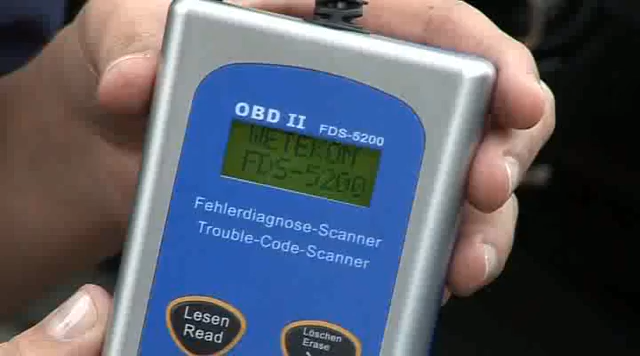 OBD II FDS-5200
WETEKOM
FDS-5200
Fehlerdiagnose-Scanner
Trouble-Code-Scanner
Lesen
Read
Löschen
Erase